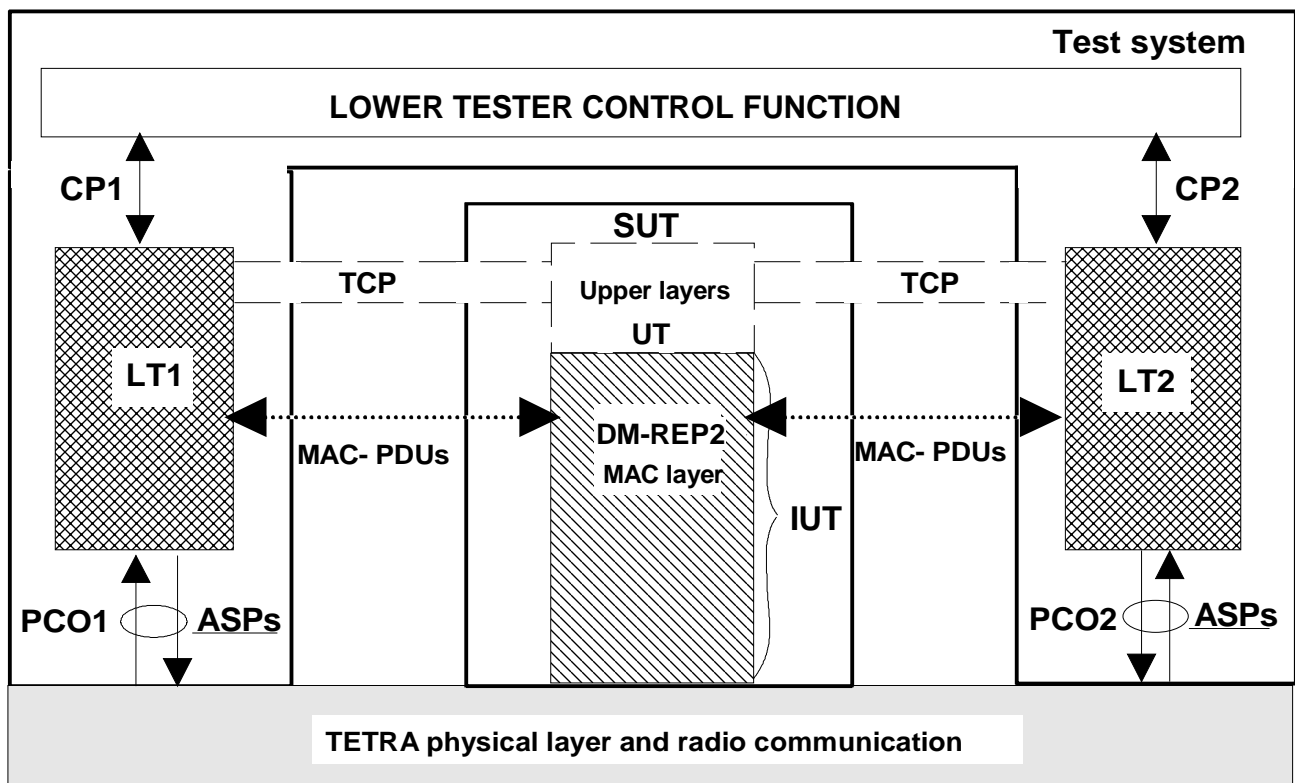 Test system
LOWER TESTER CONTROL FUNCTION
CP1
CP2
SUT
TCP
Upper layers
TCP
UT
LT1
LT2
DM-REP2
MAC layer
MAC- PDUs
MAC- PDUs
IUT
PCO1
ASPs
PCO2
ASPs
TETRA physical layer and radio communication